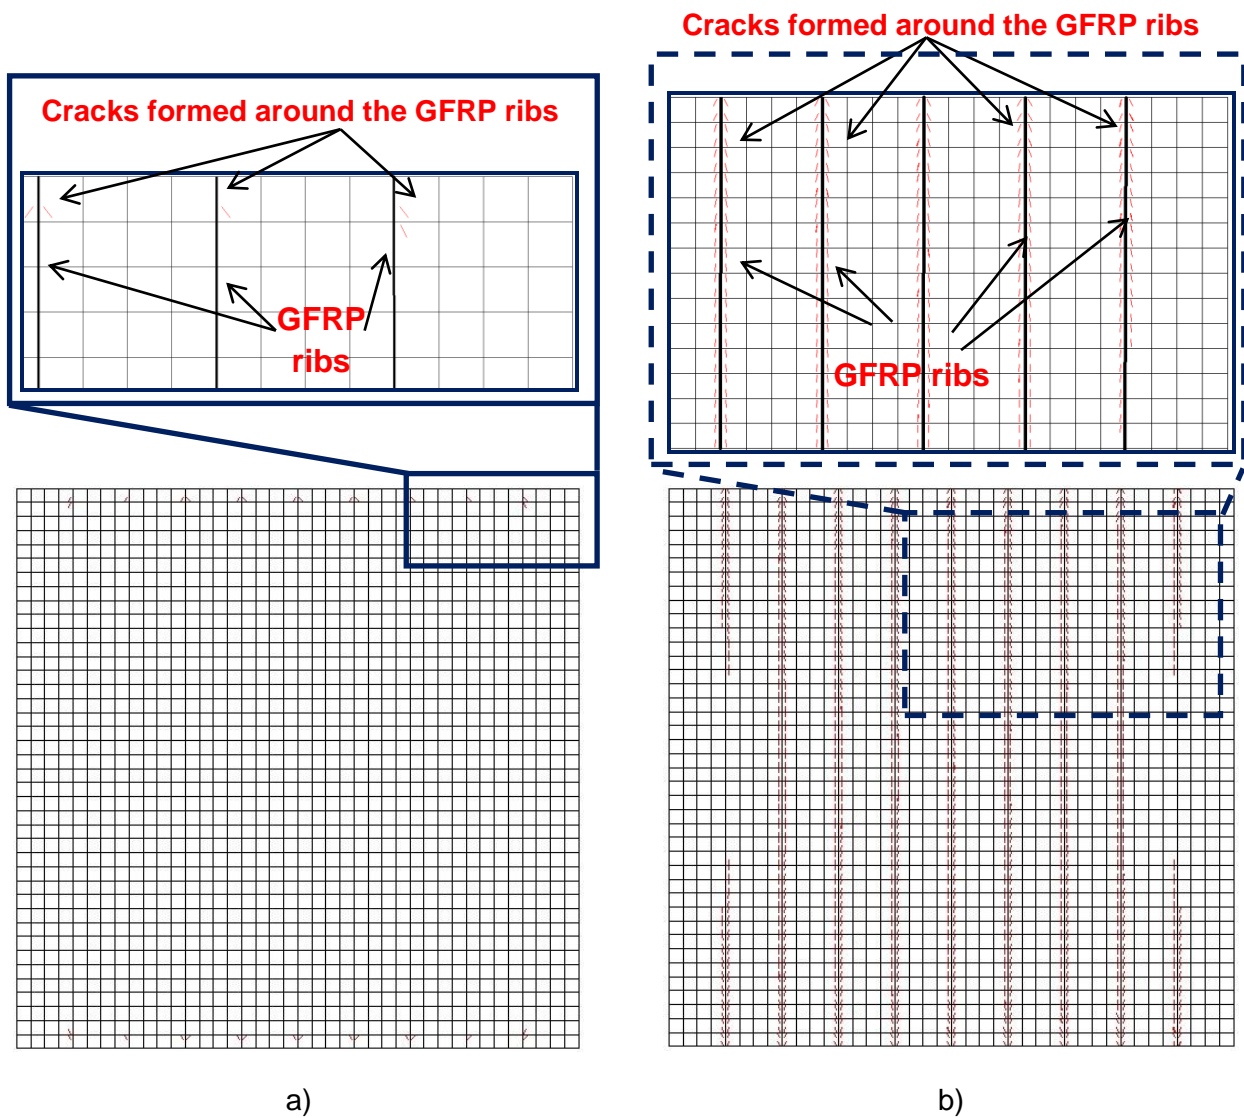 Cracks formed around the GFRP ribs
GFRP
ribs
a)
Cracks formed around the GFRP ribs
GFRP ribs
b)